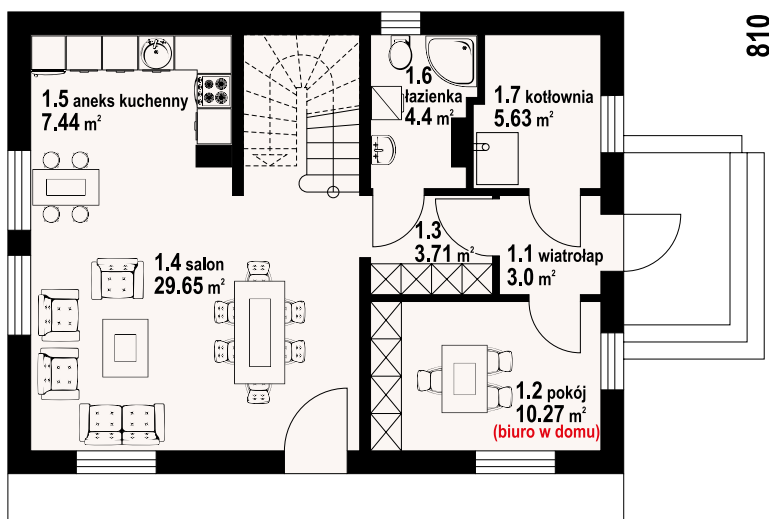 810
1.6
łazienka
4.4 m²
1.5 aneks kuchenny
7.44 m²
1.7 kotłownia
5.63 m²
1.3
3.71 m²
1.1 wiatrołap
3.0 m²
1.4 salon
29.65 m²
1.2 pokój
10.27 m²
(biuro w domu)